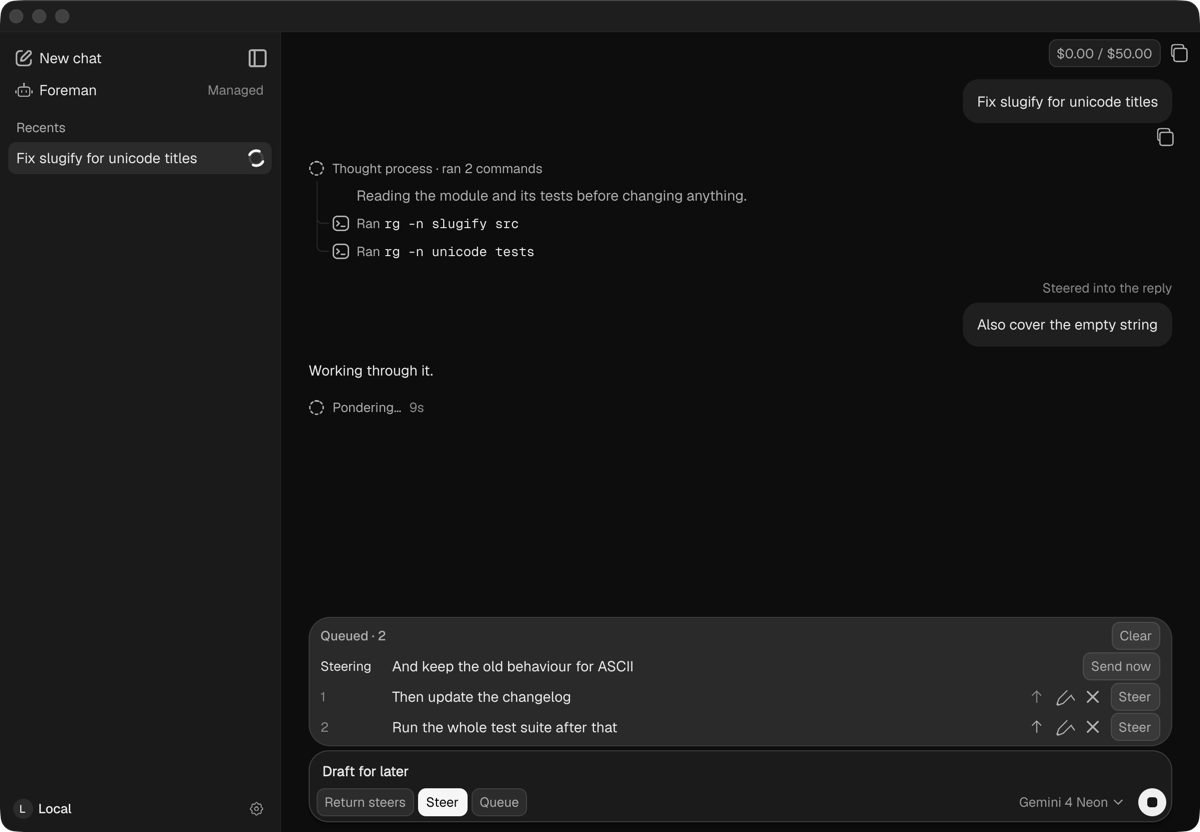 New chat
Foreman Managed
Recents
Fix slugify for unicode titles
$0.00 / $50.00
Fix slugify for unicode titles
Thought process · ran 2 commands
Reading the module and its tests before changing anything.
Ran rg -n slugify src
Ran rg -n unicode tests
Steered into the reply
Also cover the empty string
Working through it.
Pondering… 9s
Queued · 2 Clear
Steering And keep the old behaviour for ASCII Send now
1 Then update the changelog Steer
2 Run the whole test suite after that Steer
Draft for later
Return steers Steer Queue Gemini 4 Neon
L Local